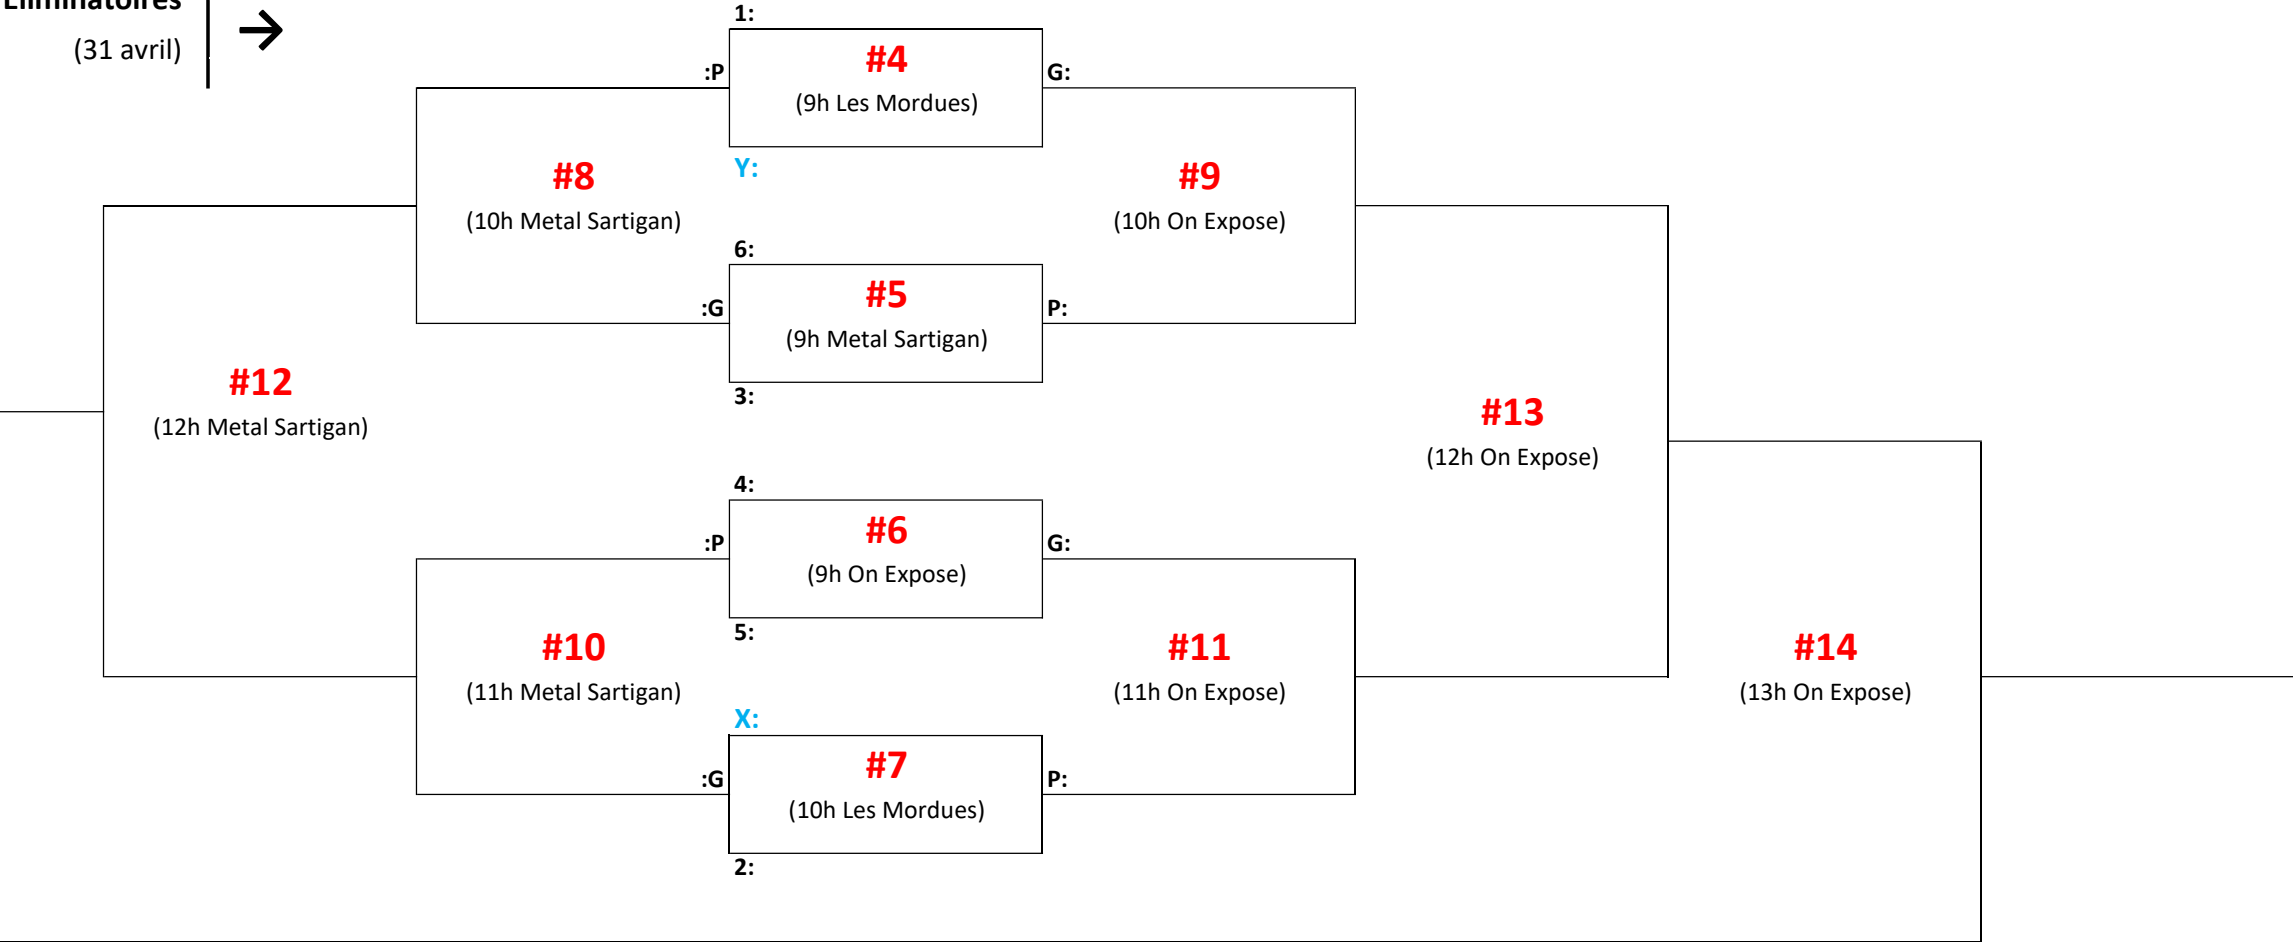 Éliminatoires
(31 avril)
→
1:
:P
#4
G:
(9h Les Mordues)
Y:
#8
(10h Metal Sartigan)
#9
(10h On Expose)
6:
:G
#5
P:
(9h Metal Sartigan)
3:
#12
(12h Metal Sartigan)
#13
(12h On Expose)
4:
:P
#6
G:
(9h On Expose)
5:
#10
(11h Metal Sartigan)
#11
(11h On Expose)
#14
(13h On Expose)
X:
:G
#7
P:
(10h Les Mordues)
2: